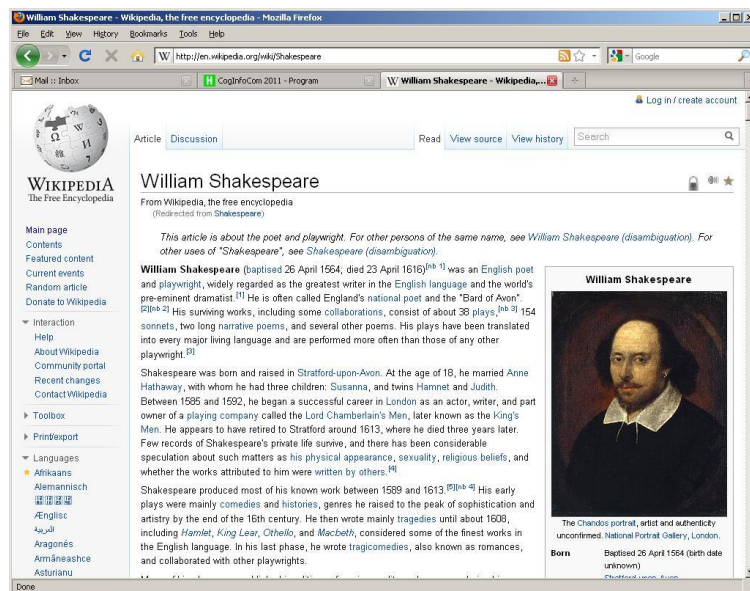 William Shakespeare - Wikipedia, the free encyclopedia - Mozilla Firefox
File Edit View History Bookmarks Tools Help
W http://en.wikipedia.org/wiki/Shakespeare
Google
Mail :: Inbox
H CogInfoCom 2011 - Program
W William Shakespeare - Wikipedia,...
Log in / create account
Article Discussion
Read View source View history Search
WIKIPEDIA
The Free Encyclopedia
Main page
Contents
Featured content
Current events
Random article
Donate to Wikipedia
Interaction
Help
About Wikipedia
Community portal
Recent changes
Contact Wikipedia
Toolbox
Print/export
Languages
Afrikaans
Alemannisch
Ænglisc
العربية
Aragonés
Armãneashce
Asturianu
William Shakespeare
From Wikipedia, the free encyclopedia
(Redirected from Shakespeare)
This article is about the poet and playwright. For other persons of the same name, see William Shakespeare (disambiguation). For
other uses of "Shakespeare", see Shakespeare (disambiguation).
William Shakespeare (baptised 26 April 1564; died 23 April 1616)[nb 1] was an English poet
and playwright, widely regarded as the greatest writer in the English language and the world's
pre-eminent dramatist.[1] He is often called England's national poet and the "Bard of Avon".
[2][nb 2] His surviving works, including some collaborations, consist of about 38 plays,[nb 3] 154
sonnets, two long narrative poems, and several other poems. His plays have been translated
into every major living language and are performed more often than those of any other
playwright.[3]
Shakespeare was born and raised in Stratford-upon-Avon. At the age of 18, he married Anne
Hathaway, with whom he had three children: Susanna, and twins Hamnet and Judith.
Between 1585 and 1592, he began a successful career in London as an actor, writer, and part
owner of a playing company called the Lord Chamberlain's Men, later known as the King's
Men. He appears to have retired to Stratford around 1613, where he died three years later.
Few records of Shakespeare's private life survive, and there has been considerable
speculation about such matters as his physical appearance, sexuality, religious beliefs, and
whether the works attributed to him were written by others.[4]
Shakespeare produced most of his known work between 1589 and 1613.[5][nb 4] His early
plays were mainly comedies and histories, genres he raised to the peak of sophistication and
artistry by the end of the 16th century. He then wrote mainly tragedies until about 1608,
including Hamlet, King Lear, Othello, and Macbeth, considered some of the finest works in
the English language. In his last phase, he wrote tragicomedies, also known as romances,
and collaborated with other playwrights.
William Shakespeare
The Chandos portrait, artist and authenticity
unconfirmed. National Portrait Gallery, London.
Born Baptised 26 April 1564 (birth date
unknown)
Done